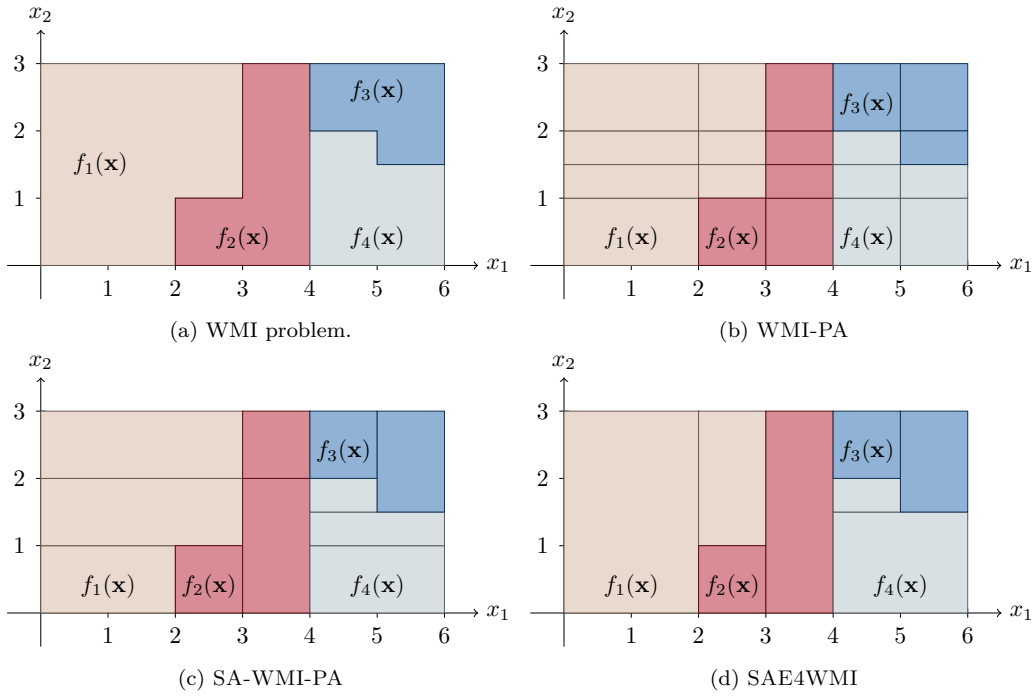 x₂
x₂
3
2
1
f₁(x)
f₂(x)
f₃(x)
f₄(x)
1 2 3 4 5 6 x₁
(a) WMI problem.
3
2
1
f₁(x)
f₂(x)
f₃(x)
f₄(x)
1 2 3 4 5 6 x₁
(b) WMI-PA
x₂
x₂
3
2
1
f₁(x)
f₂(x)
f₃(x)
f₄(x)
1 2 3 4 5 6 x₁
(c) SA-WMI-PA
3
2
1
f₁(x)
f₂(x)
f₃(x)
f₄(x)
1 2 3 4 5 6 x₁
(d) SAE4WMI